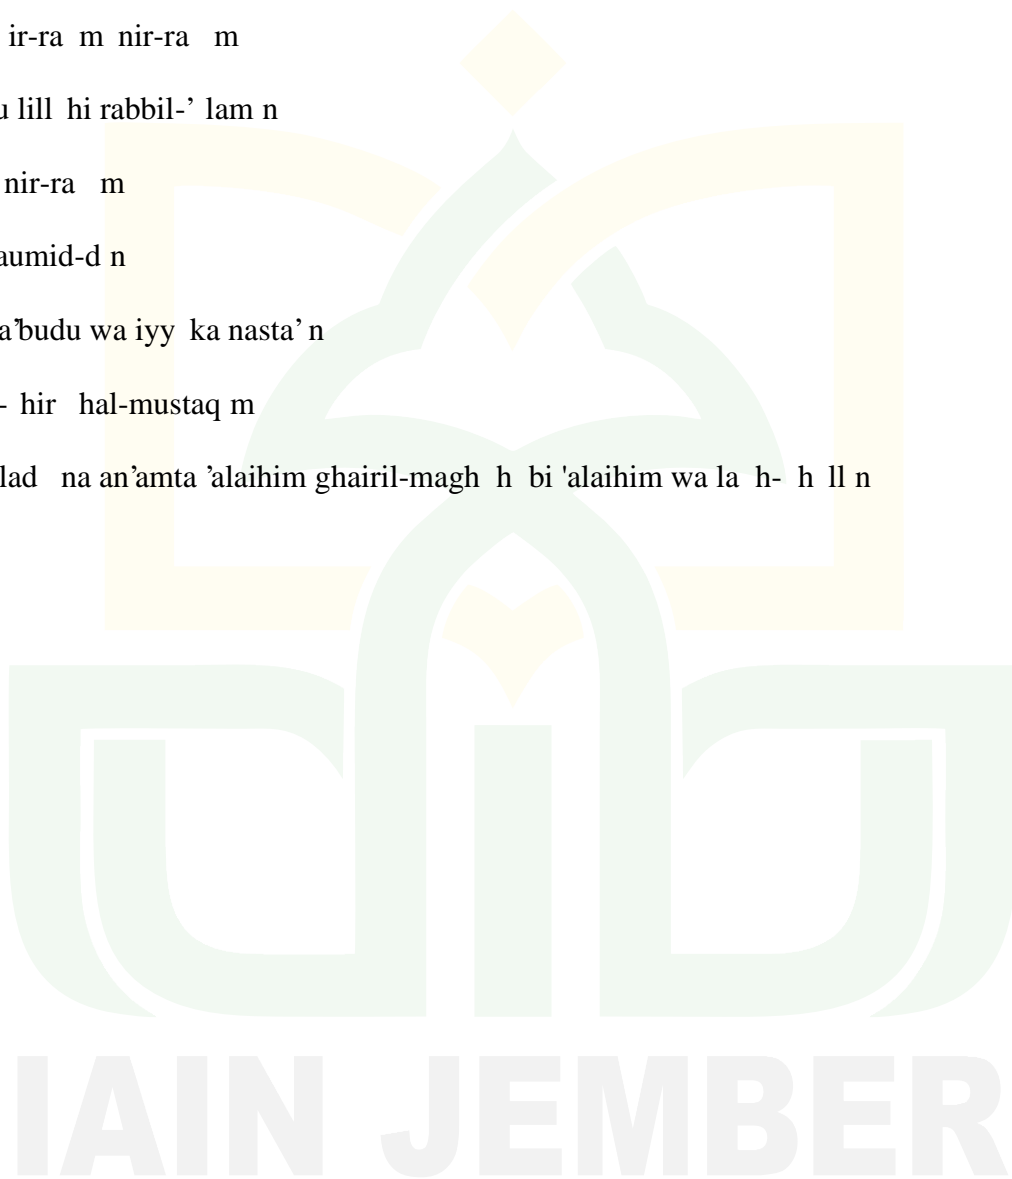 ir-ra m nir-ra m
u lill hi rabbil-’ lam n
nir-ra m
aumid-d n
a’budu wa iyy ka nasta’ n
- hir hal-mustaq m
lad na an’amta ’alaihim ghairil-magh h bi 'alaihim wa la h- h ll n
IAIN JEMBER